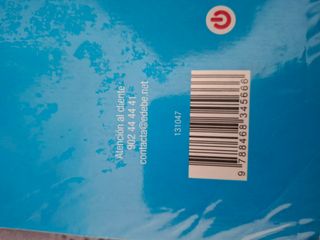 Atención al cliente
902 44 44 41
contacta@edebe.net
131047
9 788468 345666